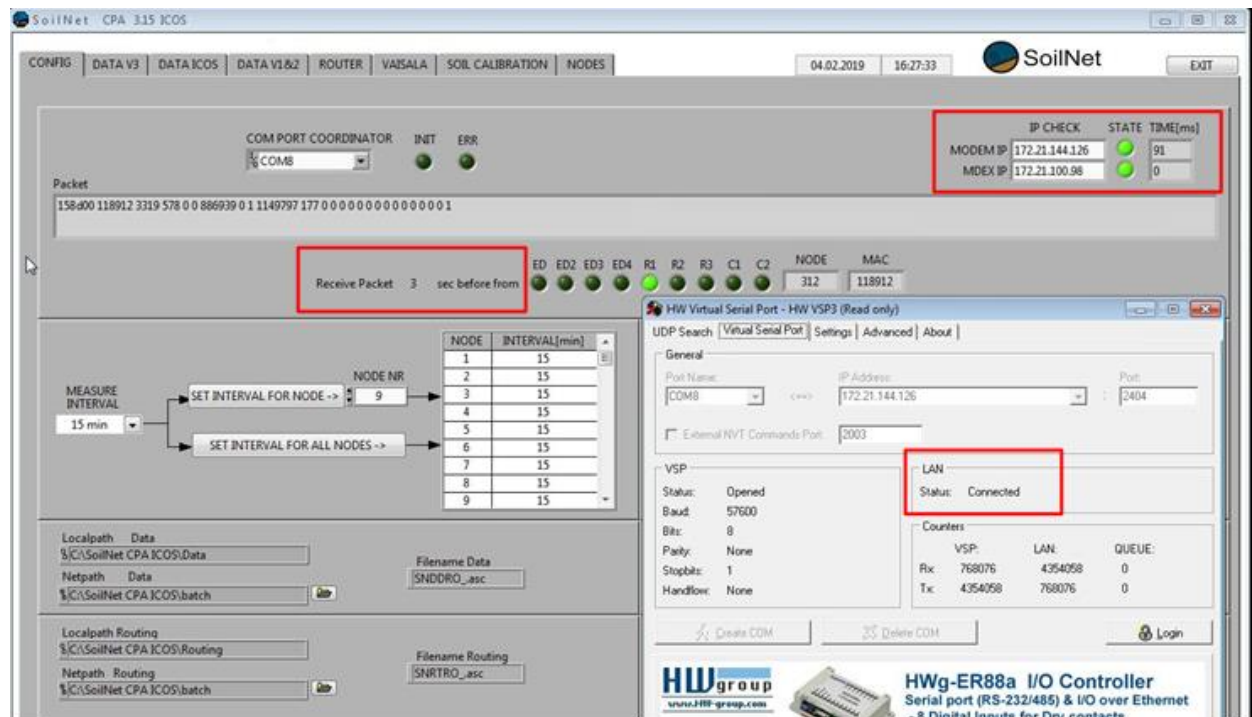 SoilNet CPA 3.15 ICOS
CONFIG DATA V3 DATA ICOS DATA V1&2 ROUTER VAISALA SOIL CALIBRATION NODES 04.02.2019 16:27:33 SoilNet EXIT
IP CHECK STATE TIME[ms]
COM PORT COORDINATOR INIT ERR
MODEM IP 172.21.144.126 91
COM8
MDEX IP 172.21.100.98 0
Packet
158d00 118912 3319 578 0 0 886939 0 1 1149797 177 0 0 0 0 0 0 0 0 0 0 0 0 0 0 0 1
ED ED2 ED3 ED4 R1 R2 R3 C1 C2 NODE MAC
Receive Packet 3 sec before from 312 118912
HW Virtual Serial Port - HW VSP3 (Read only)
UDP Search Virtual Serial Port Settings Advanced About
General
Port Name: IP Address: Port:
COM8 <==> 172.21.144.126 : 2404
External NVT Commands Port: 2003
NODE INTERVAL[min]
1 15
2 15
3 15
4 15
5 15
6 15
7 15
8 15
9 15
MEASURE INTERVAL
15 min
NODE NR
SET INTERVAL FOR NODE -> 9
SET INTERVAL FOR ALL NODES ->
VSP
Status: Opened
Baud: 57600
Bits: 8
Parity: None
Stopbits: 1
Handflow: None
LAN
Status: Connected
Counters
VSP: LAN: QUEUE:
Rx: 768076 4354058 0
Tx: 4354058 768076 0
Create COM Delete COM Login
Localpath Data
C:\SoilNet CPA ICOS\Data
Netpath Data
C:\SoilNet CPA ICOS\batch
Filename Data
SNDDRO_.asc
Localpath Routing
C:\SoilNet CPA ICOS\Routing
Netpath Routing
C:\SoilNet CPA ICOS\batch
Filename Routing
SNRTRO_.asc
HW group
www.HW-group.com
HWg-ER88a I/O Controller
Serial port (RS-232/485) & I/O over Ethernet
- 8 Digital Inputs for Dry contacts